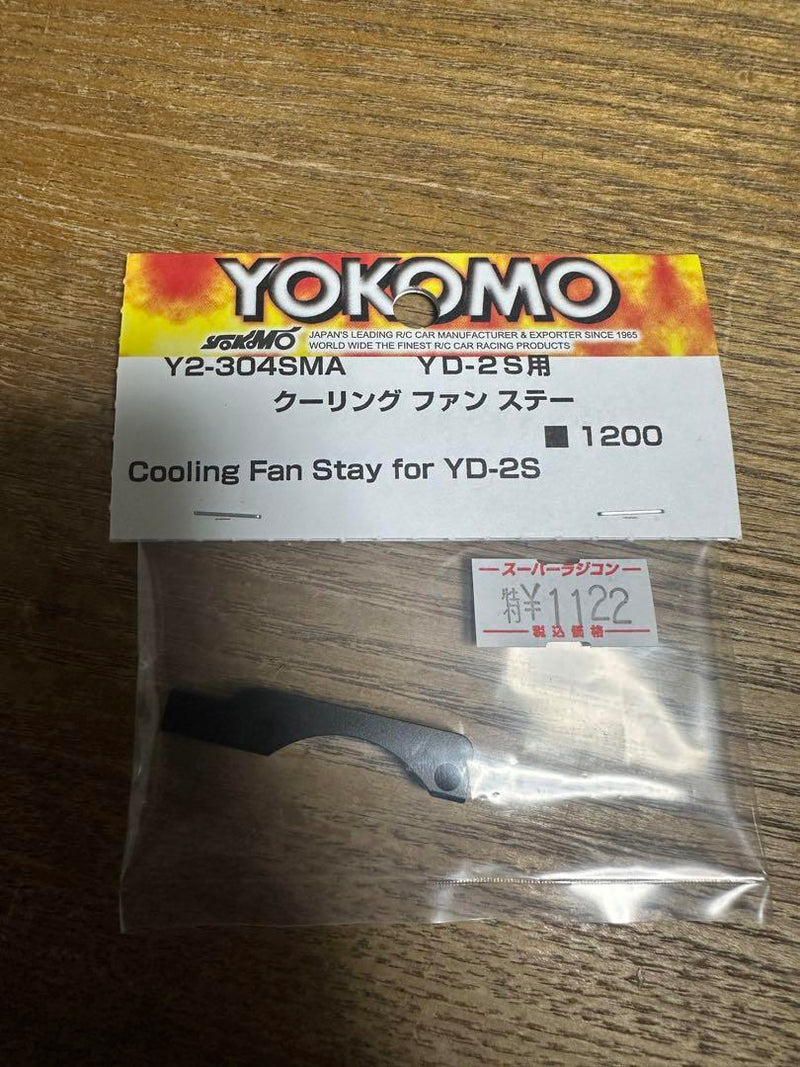 YOKOMO
YOKOMO JAPAN'S LEADING R/C CAR MANUFACTURER & EXPORTER SINCE 1965
WORLD WIDE THE FINEST R/C CAR RACING PRODUCTS
Y2-304SMA YD-2S用
クーリング ファン ステー
■ 1200
Cooling Fan Stay for YD-2S
スーパーラジコン
特価 ¥1122
税込価格